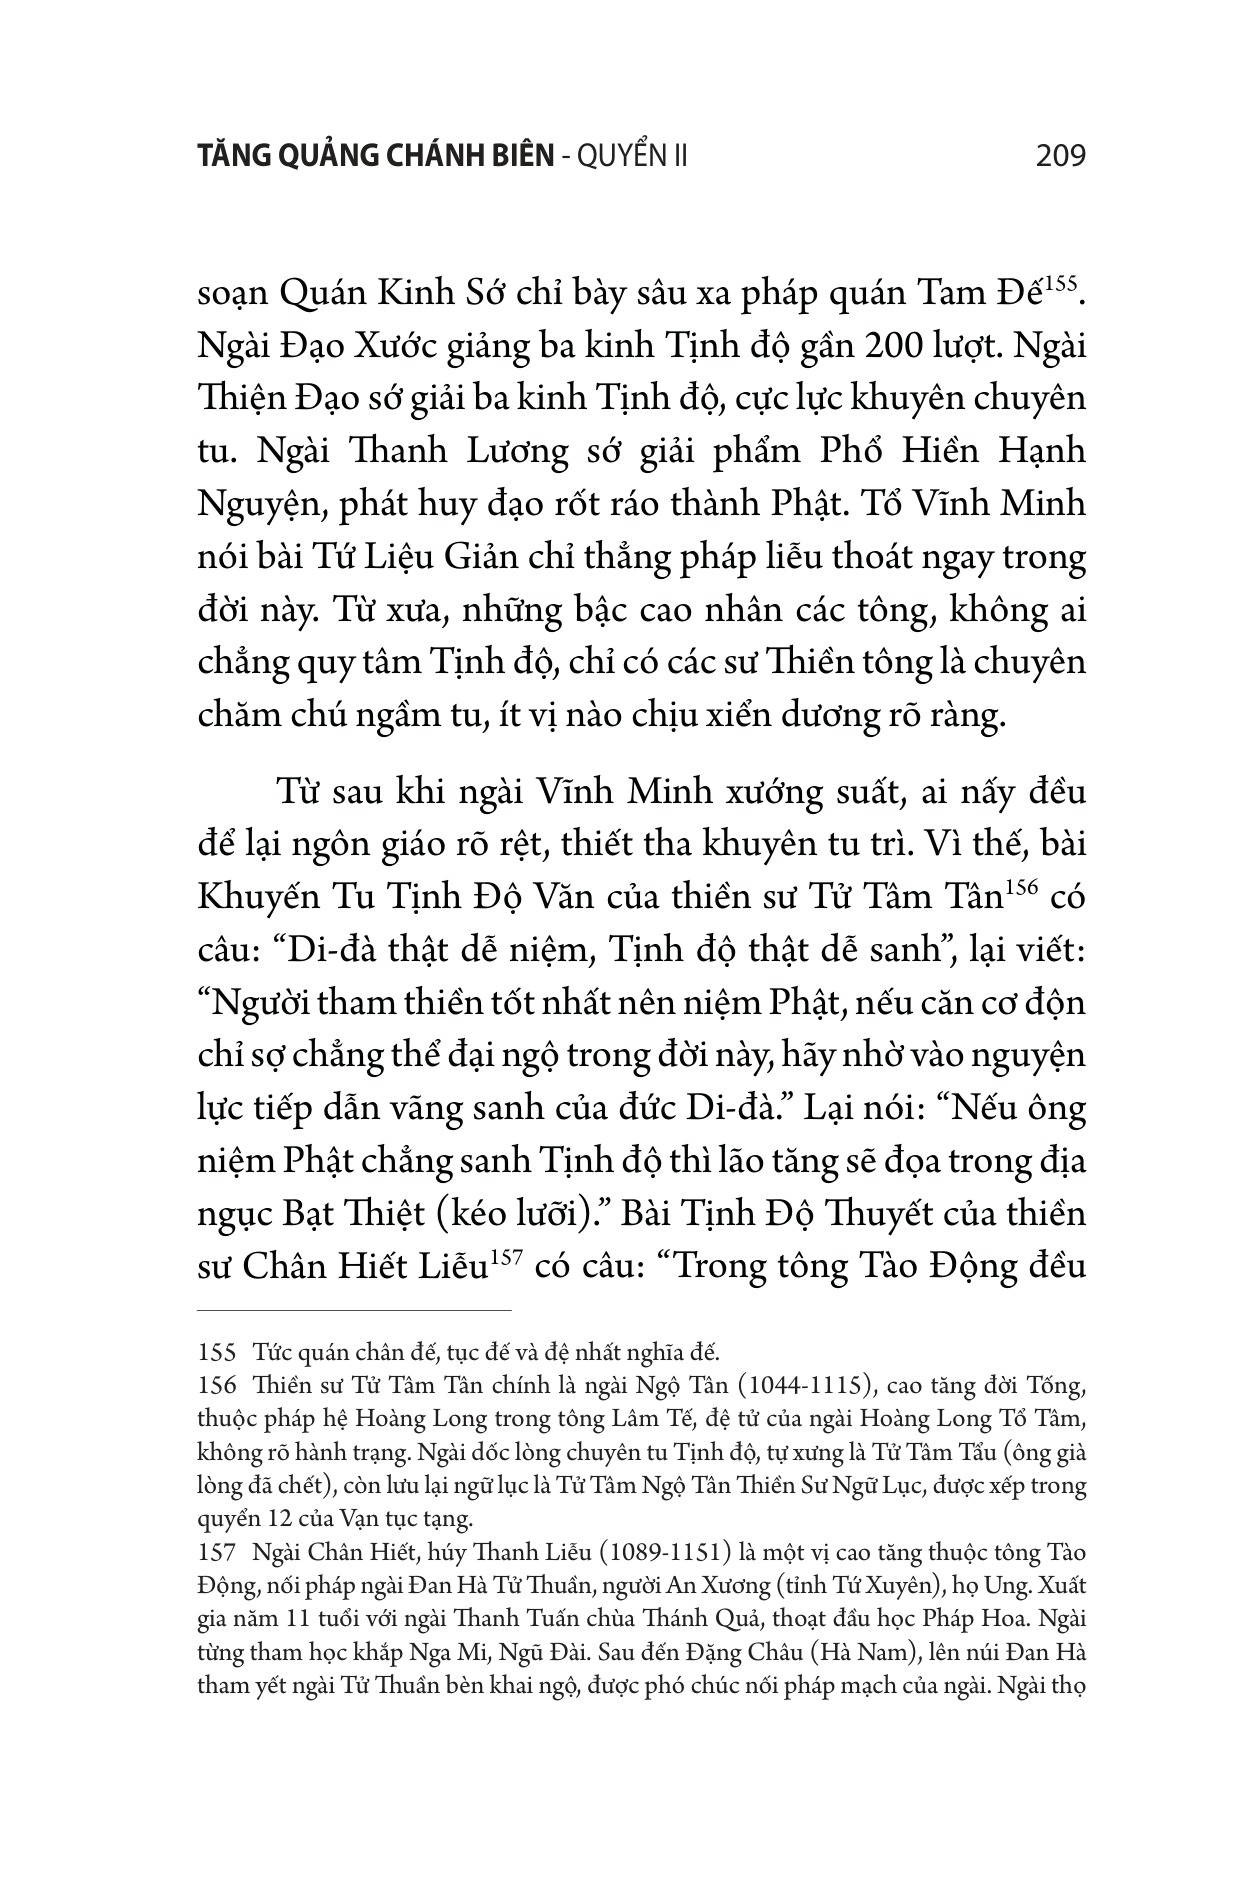 TĂNG QUẢNG CHÁNH BIÊN - QUYỂN II 209
soạn Quán Kinh Sớ chỉ bày sâu xa pháp quán Tam Đế155.
Ngài Đạo Xước giảng ba kinh Tịnh độ gần 200 lượt. Ngài
Thiện Đạo sớ giải ba kinh Tịnh độ, cực lực khuyên chuyên
tu. Ngài Thanh Lương sớ giải phẩm Phổ Hiền Hạnh
Nguyện, phát huy đạo rốt ráo thành Phật. Tổ Vĩnh Minh
nói bài Tứ Liệu Giản chỉ thẳng pháp liễu thoát ngay trong
đời này. Từ xưa, những bậc cao nhân các tông, không ai
chẳng quy tâm Tịnh độ, chỉ có các sư Thiền tông là chuyên
chăm chú ngầm tu, ít vị nào chịu xiển dương rõ ràng.
Từ sau khi ngài Vĩnh Minh xướng suất, ai nấy đều
để lại ngôn giáo rõ rệt, thiết tha khuyên tu trì. Vì thế, bài
Khuyến Tu Tịnh Độ Văn của thiền sư Tử Tâm Tân156 có
câu: “Di-đà thật dễ niệm, Tịnh độ thật dễ sanh”, lại viết:
“Người tham thiền tốt nhất nên niệm Phật, nếu căn cơ độn
chỉ sợ chẳng thể đại ngộ trong đời này, hãy nhờ vào nguyện
lực tiếp dẫn vãng sanh của đức Di-đà.” Lại nói: “Nếu ông
niệm Phật chẳng sanh Tịnh độ thì lão tăng sẽ đọa trong địa
ngục Bạt Thiệt (kéo lưỡi).” Bài Tịnh Độ Thuyết của thiền
sư Chân Hiết Liễu157 có câu: “Trong tông Tào Động đều
155 Tức quán chân đế, tục đế và đệ nhất nghĩa đế.
156 Thiền sư Tử Tâm Tân chính là ngài Ngộ Tân (1044-1115), cao tăng đời Tống,
thuộc pháp hệ Hoàng Long trong tông Lâm Tế, đệ tử của ngài Hoàng Long Tổ Tâm,
không rõ hành trạng. Ngài dốc lòng chuyên tu Tịnh độ, tự xưng là Tử Tâm Tẩu (ông già
lòng đã chết), còn lưu lại ngữ lục là Tử Tâm Ngộ Tân Thiền Sư Ngữ Lục, được xếp trong
quyển 12 của Vạn tục tạng.
157 Ngài Chân Hiết, húy Thanh Liễu (1089-1151) là một vị cao tăng thuộc tông Tào
Động, nối pháp ngài Đan Hà Tử Thuần, người An Xương (tỉnh Tứ Xuyên), họ Ung. Xuất
gia năm 11 tuổi với ngài Thanh Tuấn chùa Thánh Quả, thoạt đầu học Pháp Hoa. Ngài
từng tham học khắp Nga Mi, Ngũ Đài. Sau đến Đặng Châu (Hà Nam), lên núi Đan Hà
tham yết ngài Tử Thuần bèn khai ngộ, được phó chúc nối pháp mạch của ngài. Ngài thọ